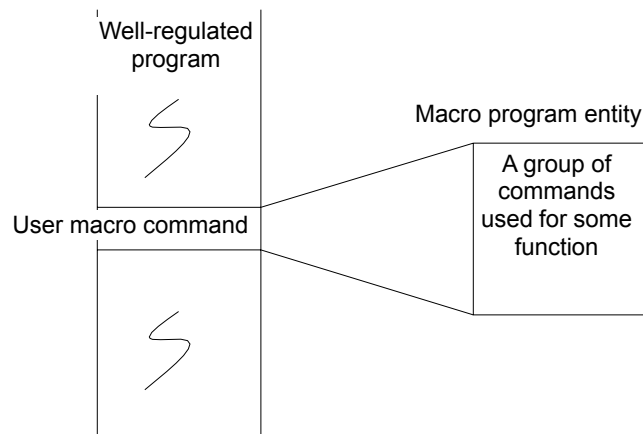 Well-regulated
program
Macro program entity
A group of
commands
used for some
function
User macro command